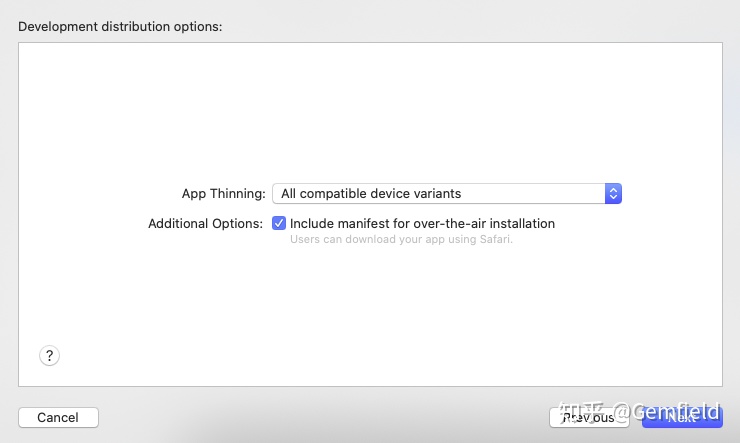 Development distribution options:
App Thinning: All compatible device variants
Additional Options: Include manifest for over-the-air installation
Users can download your app using Safari.
?
Cancel Previous Next
知乎 @Gemfield